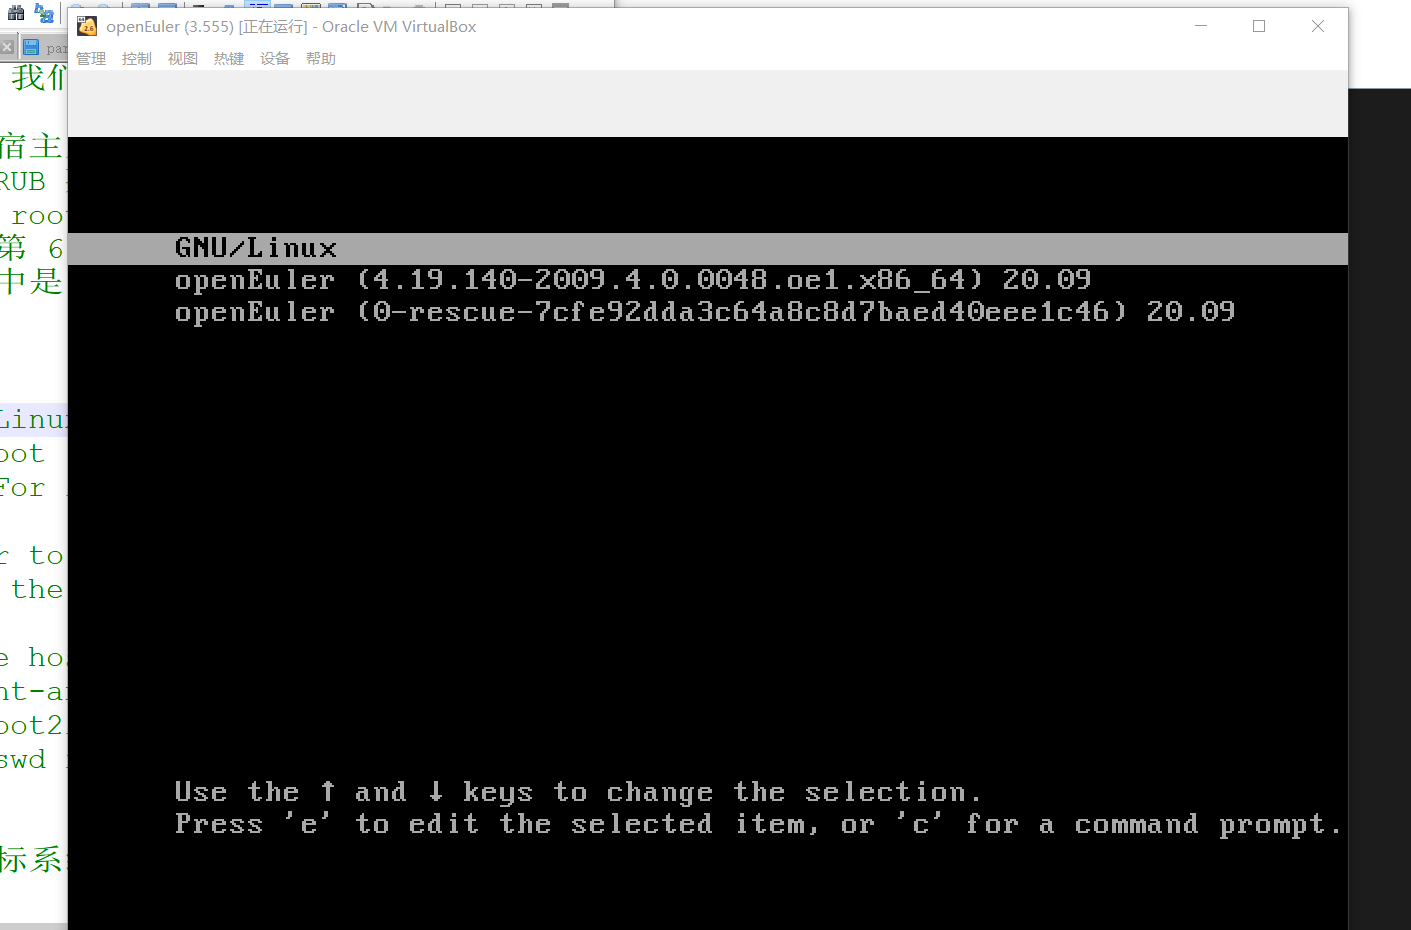 openEuler (3.555) [正在运行] - Oracle VM VirtualBox
管理 控制 视图 热键 设备 帮助
我们
宿主
RUB
GNU/Linux
第 6
openEuler (4.19.140-2009.4.0.0048.oe1.x86_64) 20.09
中是
openEuler (0-rescue-7cfe92dda3c64a8c8d7baed40eee1c46) 20.09
oot
For
r to
the
e ho
oot2
swd
Use the ↑ and ↓ keys to change the selection.
Press 'e' to edit the selected item, or 'c' for a command prompt.
标系